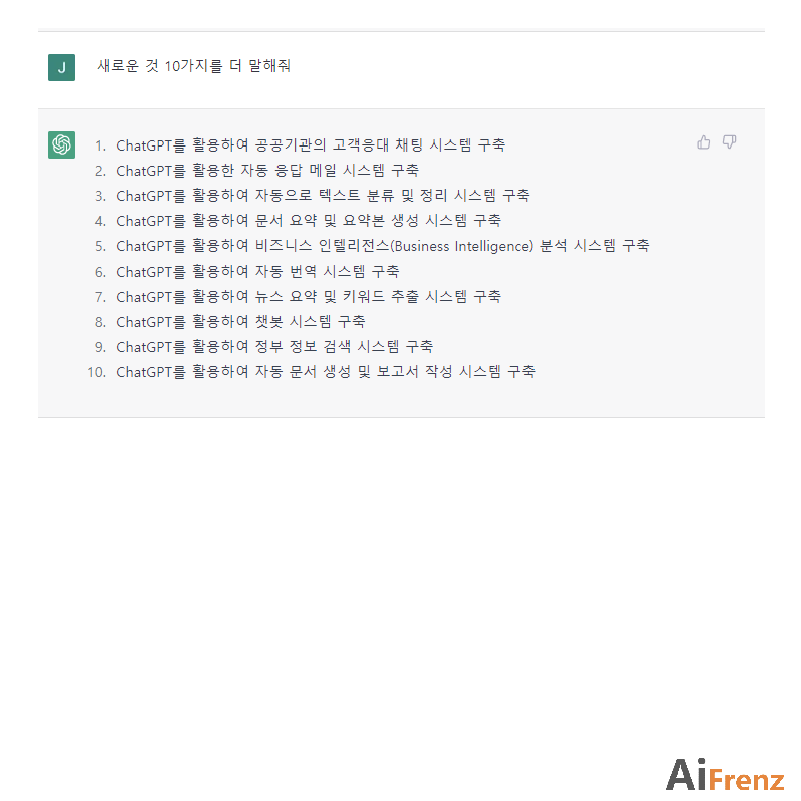 J
새로운 것 10가지를 더 말해줘
1. ChatGPT를 활용하여 공공기관의 고객응대 채팅 시스템 구축
2. ChatGPT를 활용한 자동 응답 메일 시스템 구축
3. ChatGPT를 활용하여 자동으로 텍스트 분류 및 정리 시스템 구축
4. ChatGPT를 활용하여 문서 요약 및 요약본 생성 시스템 구축
5. ChatGPT를 활용하여 비즈니스 인텔리전스(Business Intelligence) 분석 시스템 구축
6. ChatGPT를 활용하여 자동 번역 시스템 구축
7. ChatGPT를 활용하여 뉴스 요약 및 키워드 추출 시스템 구축
8. ChatGPT를 활용하여 챗봇 시스템 구축
9. ChatGPT를 활용하여 정부 정보 검색 시스템 구축
10. ChatGPT를 활용하여 자동 문서 생성 및 보고서 작성 시스템 구축
AiFrenz